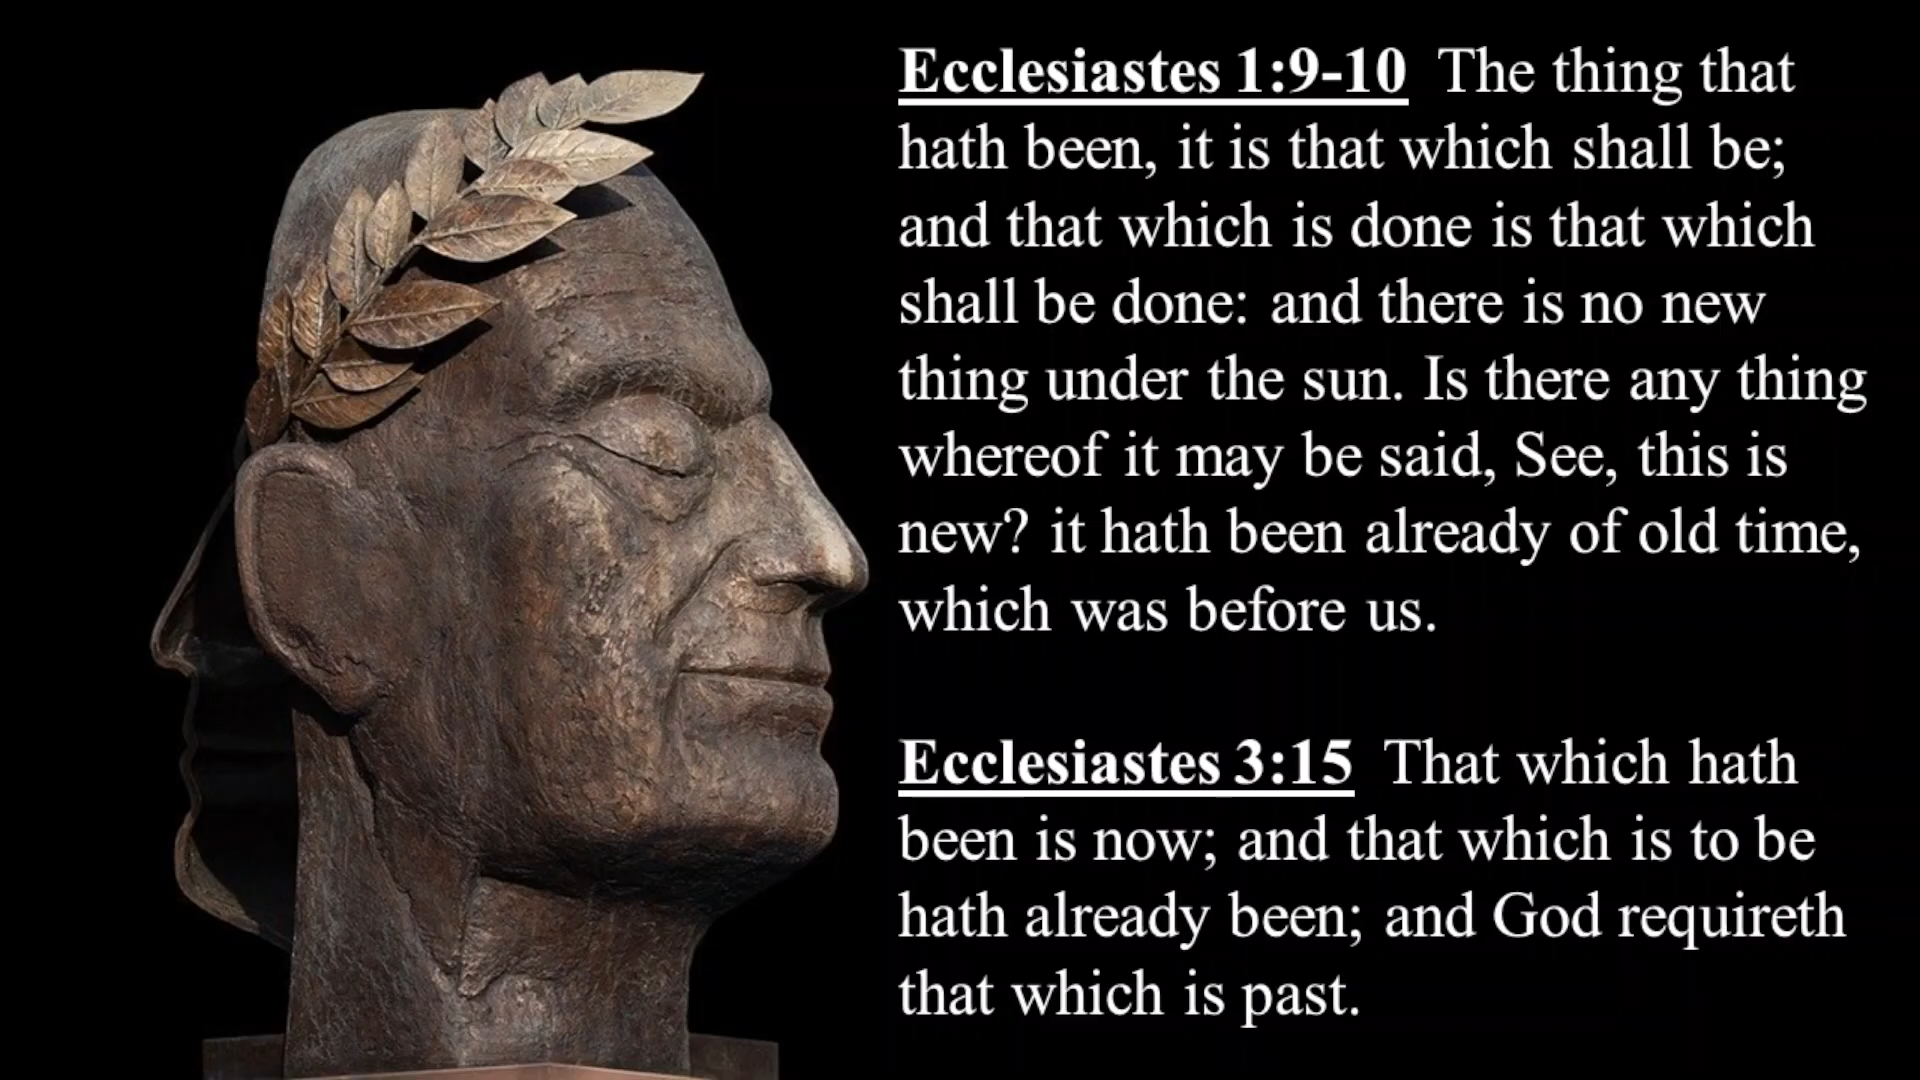 Ecclesiastes 1:9-10 The thing that
hath been, it is that which shall be;
and that which is done is that which
shall be done: and there is no new
thing under the sun. Is there any thing
whereof it may be said, See, this is
new? it hath been already of old time,
which was before us.
Ecclesiastes 3:15 That which hath
been is now; and that which is to be
hath already been; and God requireth
that which is past.